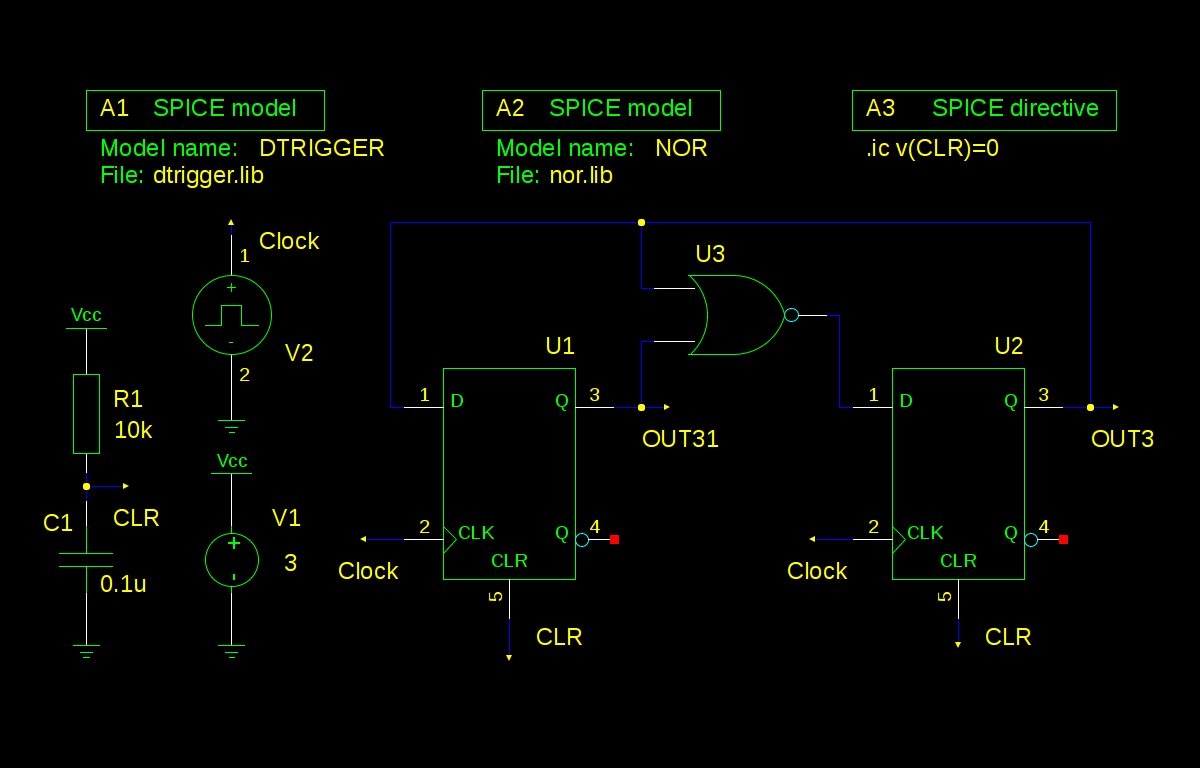 A1 SPICE model
Model name: DTRIGGER
File: dtrigger.lib
A2 SPICE model
Model name: NOR
File: nor.lib
A3 SPICE directive
.ic v(CLR)=0
Clock
1
+
-
V2
2
Vcc
R1
10k
CLR
C1
0.1u
Vcc
V1
+
-
3
U3
U1
1
D
Q
3
OUT31
2
CLK
Q
4
CLR
Clock
5
CLR
U2
1
D
Q
3
OUT3
2
CLK
Q
4
CLR
Clock
5
CLR